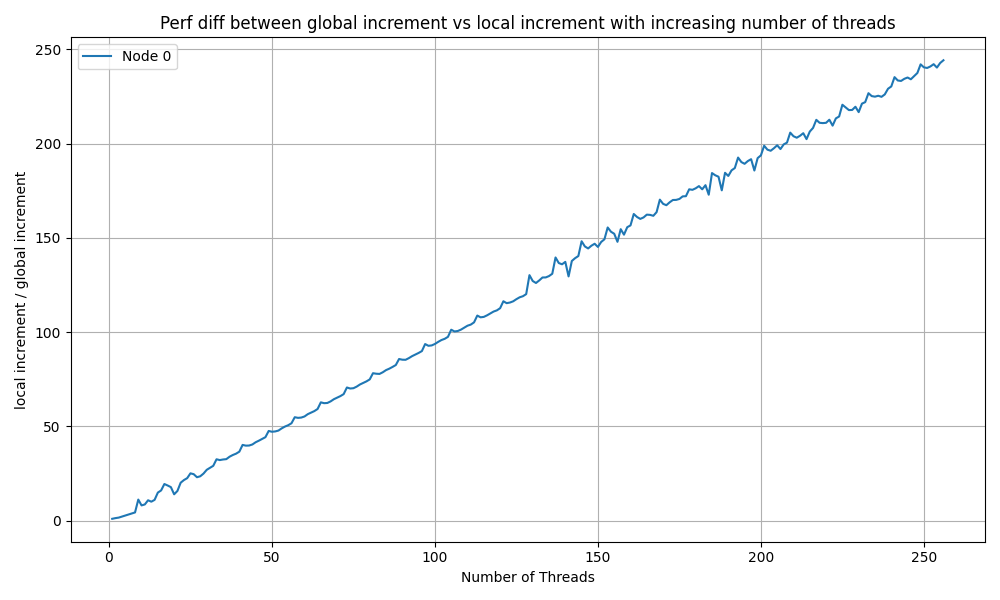 Perf diff between global increment vs local increment with increasing number of threads
Node 0
local increment / global increment
250
200
150
100
50
0
0 50 100 150 200 250
Number of Threads